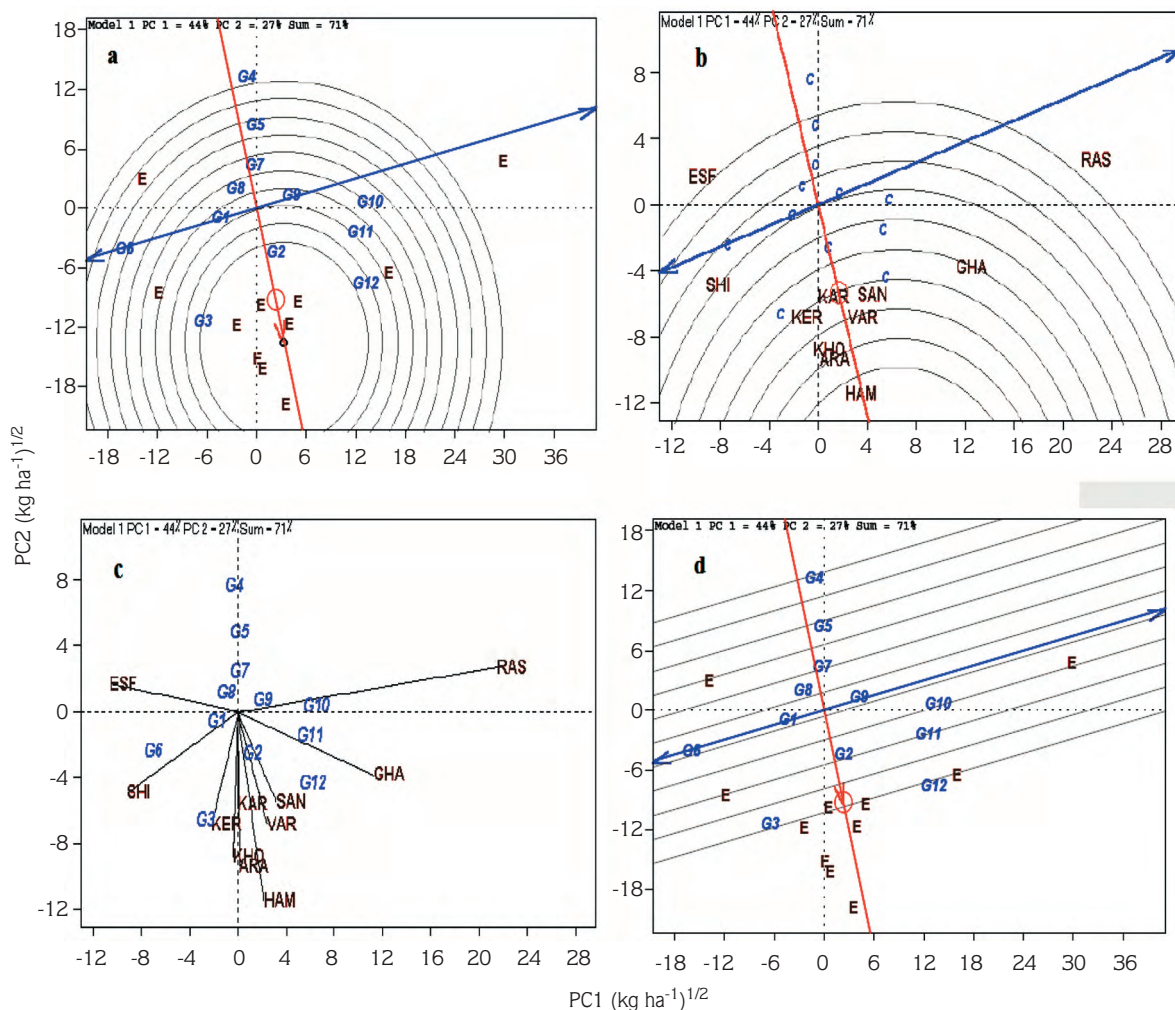 Model 1 PC 1 = 44% PC 2 = 27% Sum = 71%
a
18
12
6
0
-6
-12
-18
G4
G5
G7
G8
G9
G10
G1
G11
G6
G2
G12
G3
E
E
E
E
E
E
E
E
E
E
E
-18 -12 -6 0 6 12 18 24 30 36
Model 1 PC 1 = 44% PC 2 = 27% Sum = 71%
b
8
4
0
-4
-8
-12
C
C
C
C
C
C
C
C
C
C
C
C
ESF
RAS
SHI
GHA
KAR
SAN
KER
VAR
KHO
ARA
HAM
-12 -8 -4 0 4 8 12 16 20 24 28
Model 1 PC 1 = 44% PC 2 = 27% Sum = 71%
c
8
4
0
-4
-8
-12
G4
G5
G7
G8
G9
G10
G1
G11
G6
G2
G12
G3
ESF
RAS
SHI
GHA
KAR
SAN
KER
VAR
KHO
ARA
HAM
-12 -8 -4 0 4 8 12 16 20 24 28
Model 1 PC 1 = 44% PC 2 = 27% Sum = 71%
d
18
12
6
0
-6
-12
-18
G4
G5
G7
G8
G9
G10
G1
G11
G6
G2
G12
G3
E
E
E
E
E
E
E
E
E
E
E
-18 -12 -6 0 6 12 18 24 30 36
PC2 (kg ha-1)1/2
PC1 (kg ha-1)1/2